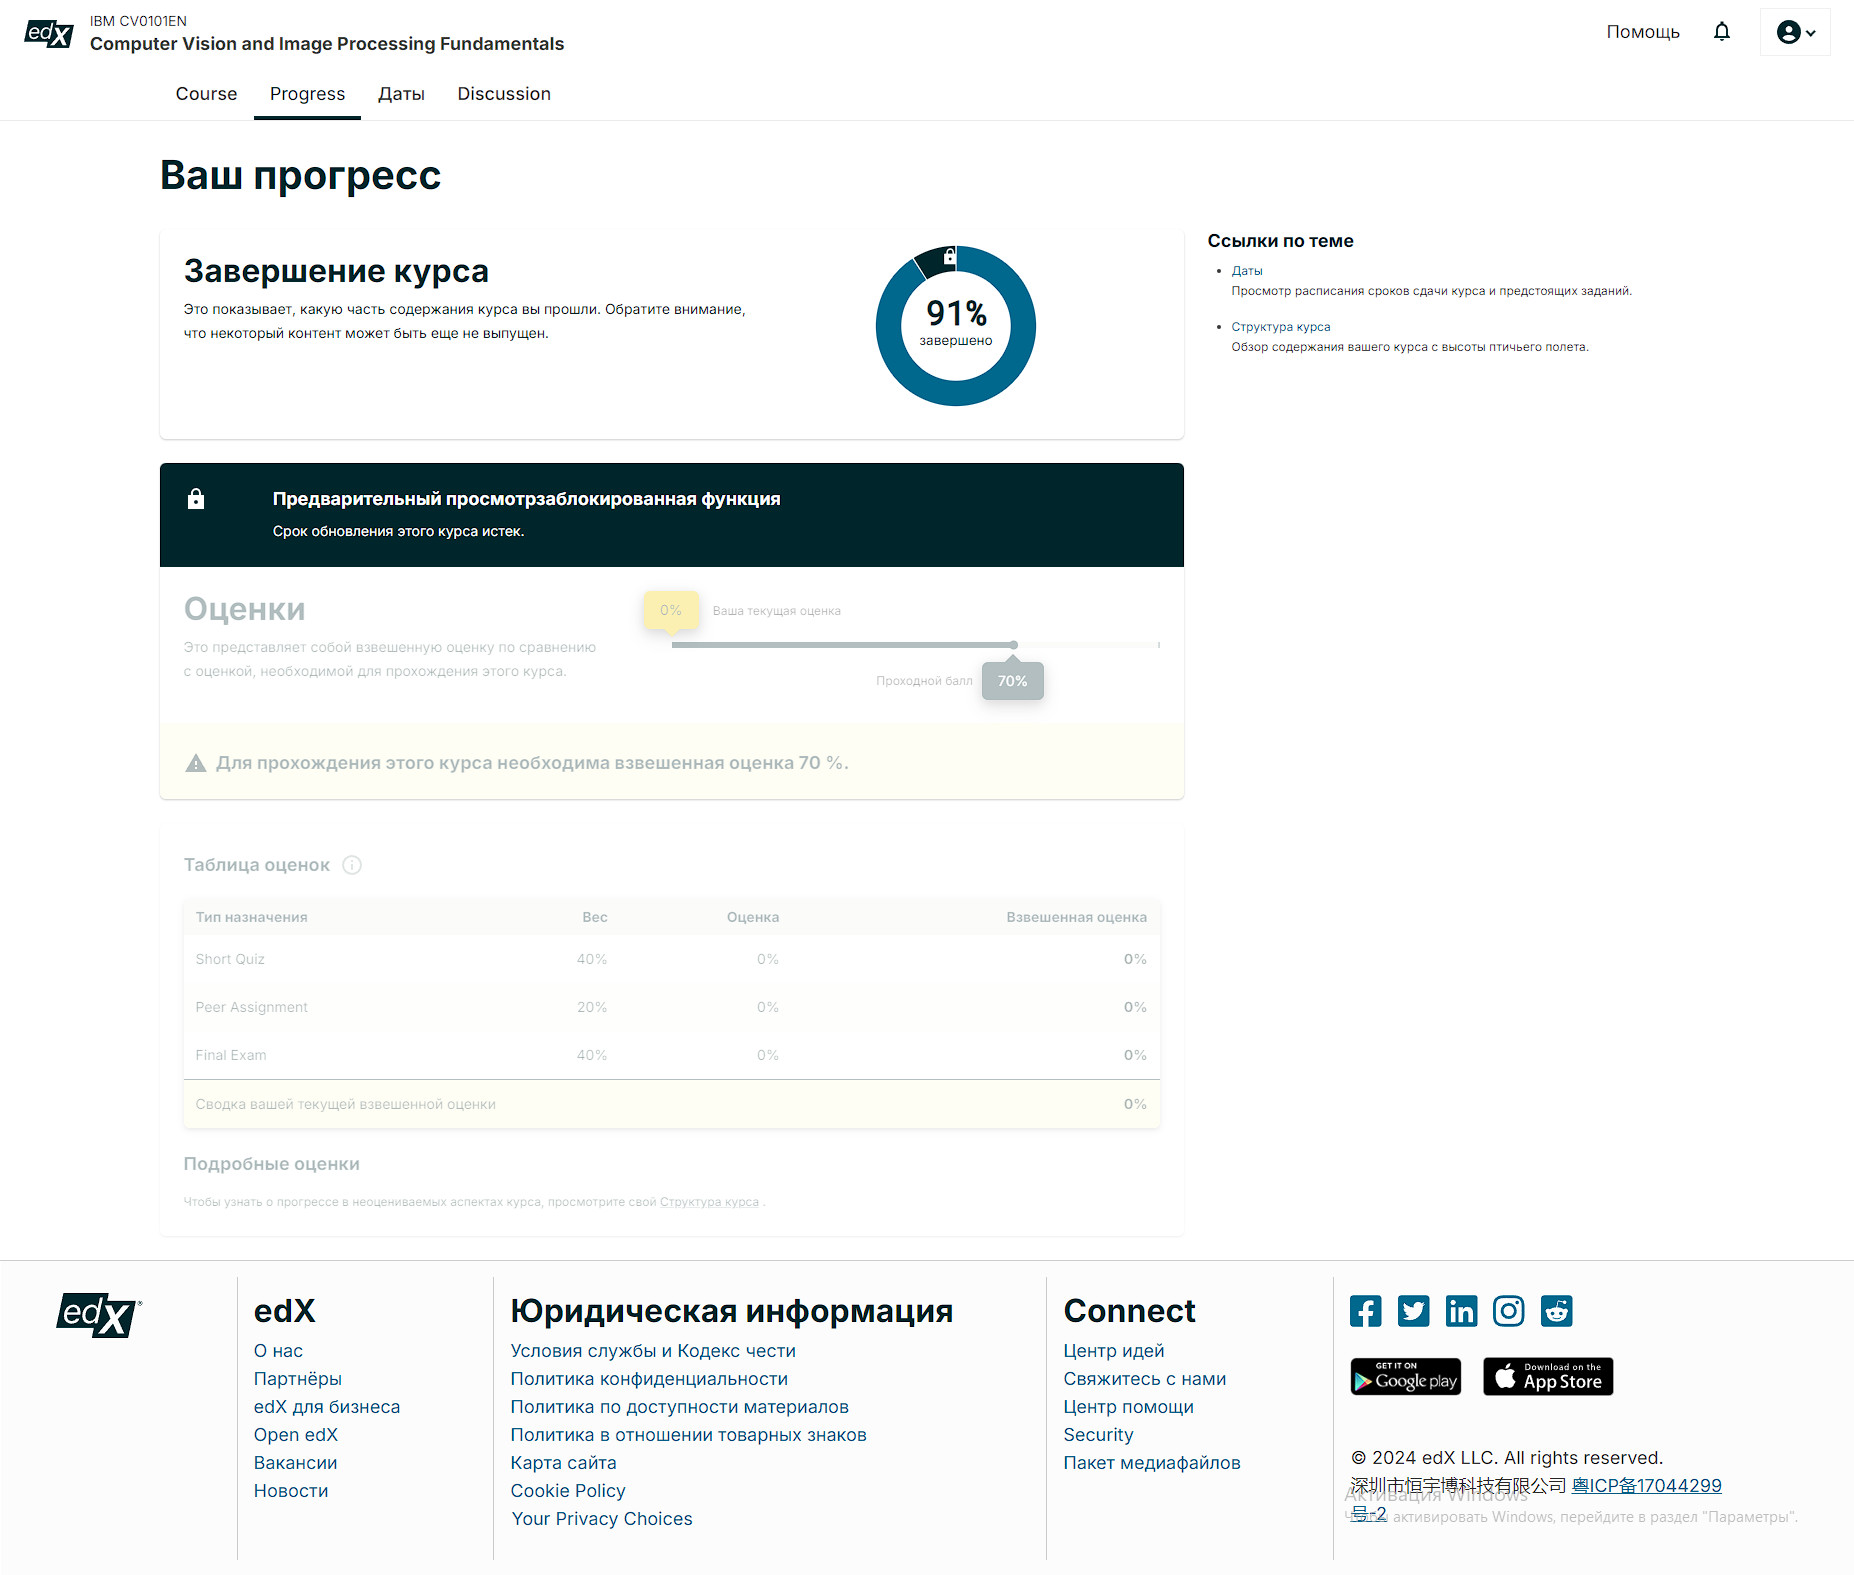 edX
IBM CV0101EN
Computer Vision and Image Processing Fundamentals
Помощь
Course
Progress
Даты
Discussion
Ваш прогресс
Завершение курса
Это показывает, какую часть содержания курса вы прошли. Обратите внимание,
что некоторый контент может быть еще не выпущен.
91%
завершено
Ссылки по теме
Даты
Просмотр расписания сроков сдачи курса и предстоящих заданий.
Структура курса
Обзор содержания вашего курса с высоты птичьего полета.
Предварительный просмотрзаблокированная функция
Срок обновления этого курса истек.
Оценки
Это представляет собой взвешенную оценку по сравнению
с оценкой, необходимой для прохождения этого курса.
0%
Ваша текущая оценка
Проходной балл
70%
Для прохождения этого курса необходима взвешенная оценка 70 %.
Таблица оценок
Тип назначения Вес Оценка Взвешенная оценка
Short Quiz 40% 0% 0%
Peer Assignment 20% 0% 0%
Final Exam 40% 0% 0%
Сводка вашей текущей взвешенной оценки 0%
Подробные оценки
Чтобы узнать о прогрессе в неоцениваемых аспектах курса, просмотрите свой Структура курса .
edX
edX
О нас
Партнёры
edX для бизнеса
Open edX
Вакансии
Новости
Юридическая информация
Условия службы и Кодекс чести
Политика конфиденциальности
Политика по доступности материалов
Политика в отношении товарных знаков
Карта сайта
Cookie Policy
Your Privacy Choices
Connect
Центр идей
Свяжитесь с нами
Центр помощи
Security
Пакет медиафайлов
GET IT ON
Google play
Download on the
App Store
© 2024 edX LLC. All rights reserved.
深圳市恒宇博科技有限公司 粤ICP备17044299
号-2
Активация Windows
Чтобы активировать Windows, перейдите в раздел "Параметры".